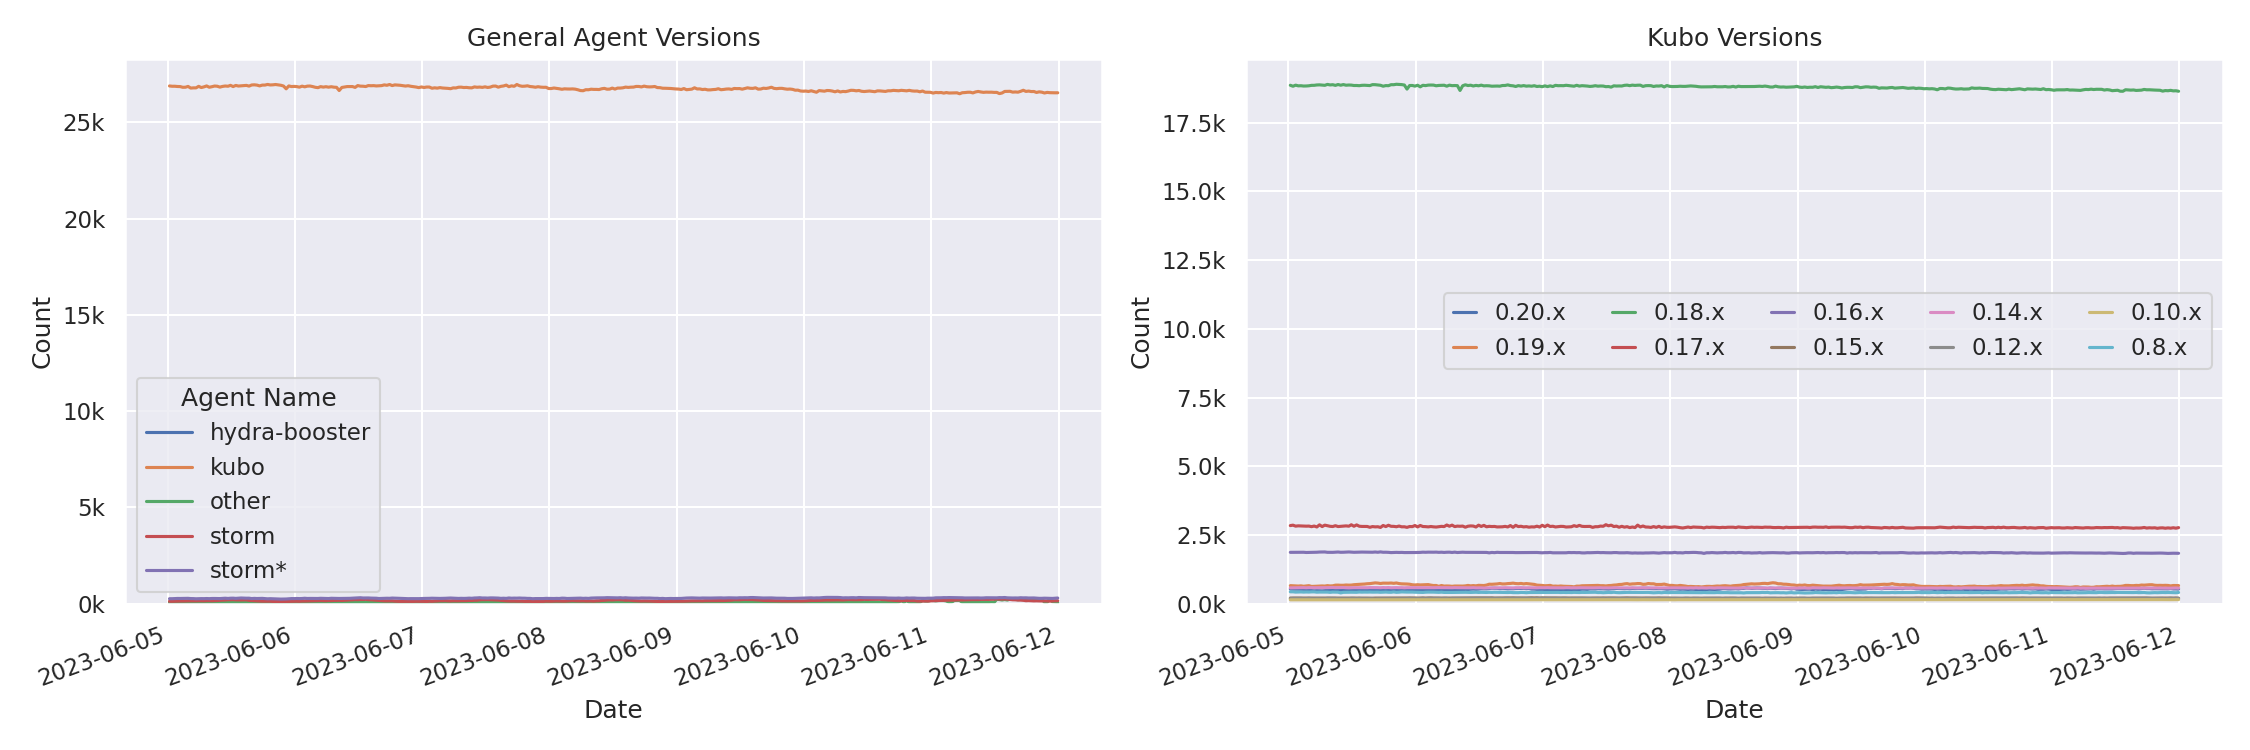 General Agent Versions
Count
25k
20k
15k
10k
5k
0k
Agent Name
hydra-booster
kubo
other
storm
storm*
2023-06-05
2023-06-06
2023-06-07
2023-06-08
2023-06-09
2023-06-10
2023-06-11
2023-06-12
Date
Kubo Versions
Count
17.5k
15.0k
12.5k
10.0k
7.5k
5.0k
2.5k
0.0k
0.20.x 0.18.x 0.16.x 0.14.x 0.10.x
0.19.x 0.17.x 0.15.x 0.12.x 0.8.x
2023-06-05
2023-06-06
2023-06-07
2023-06-08
2023-06-09
2023-06-10
2023-06-11
2023-06-12
Date